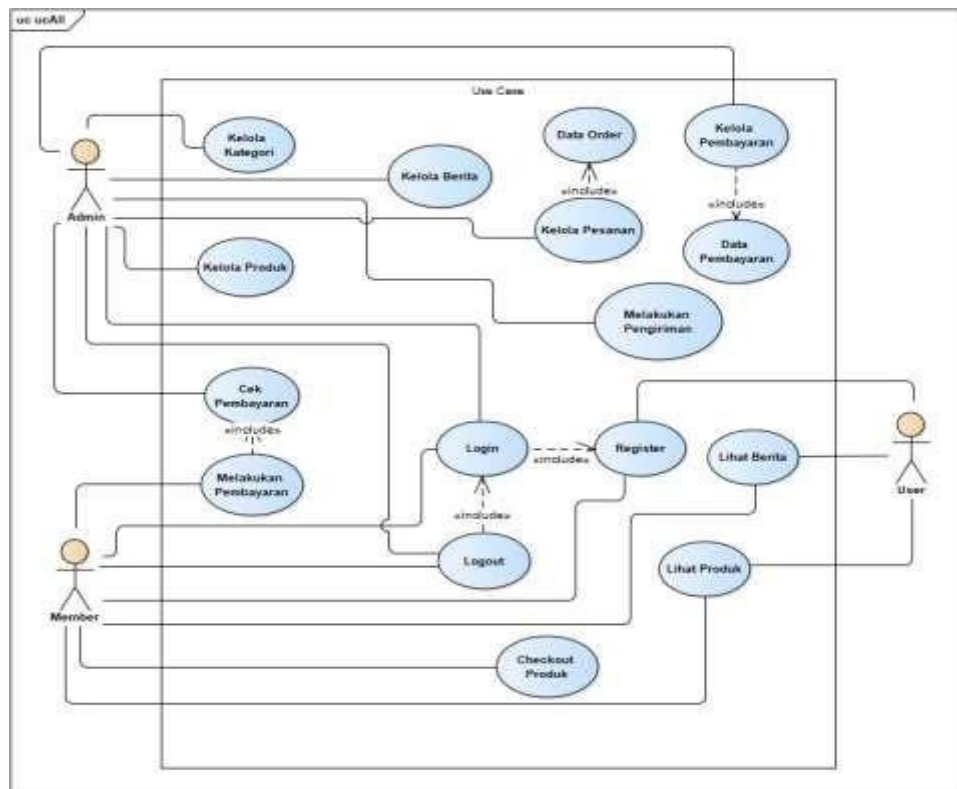 uc ucAll
Use Case
Kelola
Kategori
Data Order
Kelola
Pembayaran
Kelola Berita
«include»
«include»
Admin
Kelola Pesanan
Data
Pembayaran
Kelola Produk
Melakukan
Pengiriman
Cek
Pembayaran
«include»
Login
«include»
Register
Lihat Berita
User
Melakukan
Pembayaran
«include»
Logout
Lihat Produk
Member
Checkout
Produk